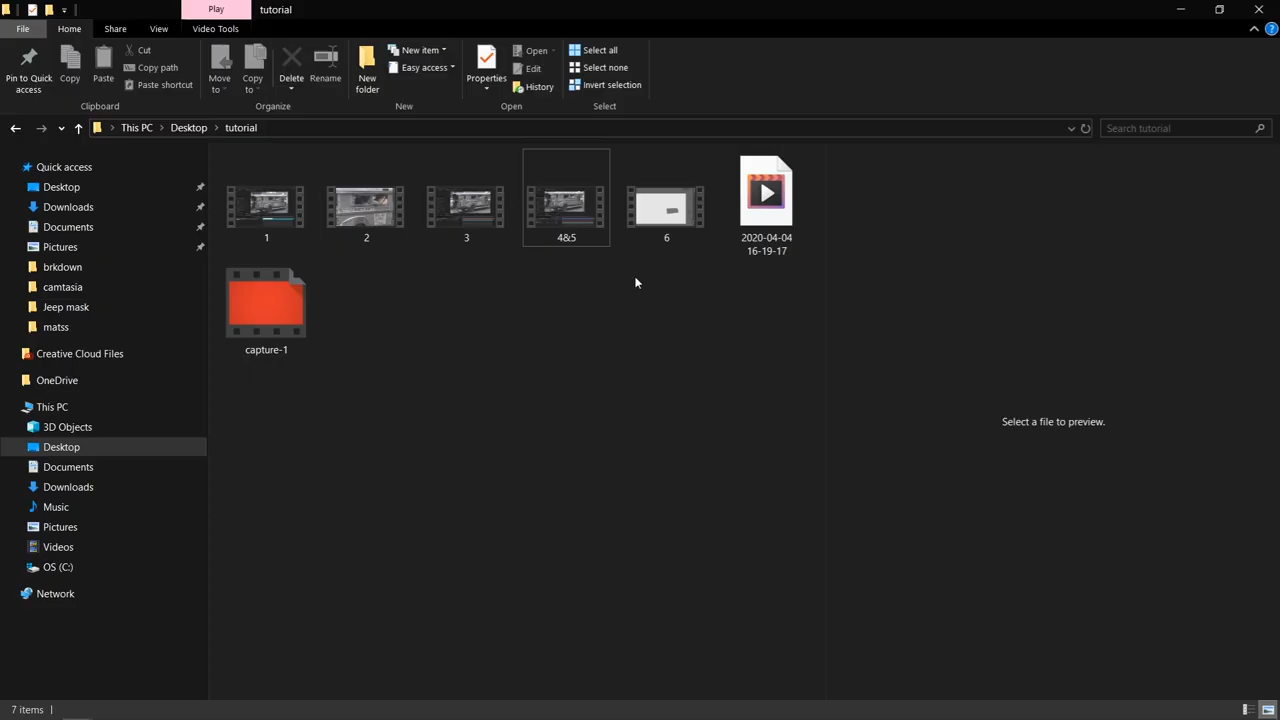 Play
tutorial
File
Home
Share
View
Video Tools
Pin to Quick
access
Copy
Paste
Cut
Copy path
Paste shortcut
Clipboard
Move
to
Copy
to
Delete
Rename
Organize
New
folder
New item
Easy access
New
Properties
Open
Edit
History
Open
Select all
Select none
Invert selection
Select
This PC
Desktop
tutorial
Search tutorial
Quick access
Desktop
Downloads
Documents
Pictures
brkdown
camtasia
Jeep mask
matss
Creative Cloud Files
OneDrive
This PC
3D Objects
Desktop
Documents
Downloads
Music
Pictures
Videos
OS (C:)
Network
1
2
3
4&5
6
2020-04-04
16-19-17
capture-1
Select a file to preview.
7 items